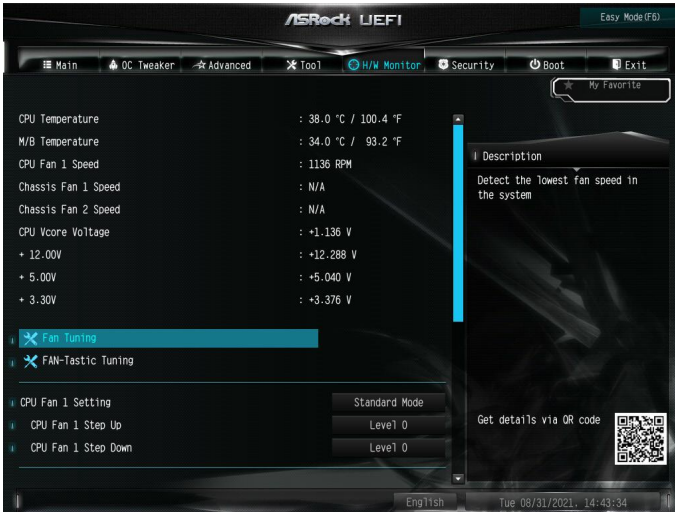 ASRock UEFI
Easy Mode(F6)
Main OC Tweaker Advanced Tool H/W Monitor Security Boot Exit
My Favorite
CPU Temperature : 38.0 °C / 100.4 °F
M/B Temperature : 34.0 °C / 93.2 °F
CPU Fan 1 Speed : 1136 RPM
Chassis Fan 1 Speed : N/A
Chassis Fan 2 Speed : N/A
CPU Vcore Voltage : +1.136 V
+ 12.00V : +12.288 V
+ 5.00V : +5.040 V
+ 3.30V : +3.376 V
Fan Tuning
FAN-Tastic Tuning
CPU Fan 1 Setting Standard Mode
CPU Fan 1 Step Up Level 0
CPU Fan 1 Step Down Level 0
Description
Detect the lowest fan speed in
the system
Get details via QR code
English
Tue 08/31/2021, 14:43:34